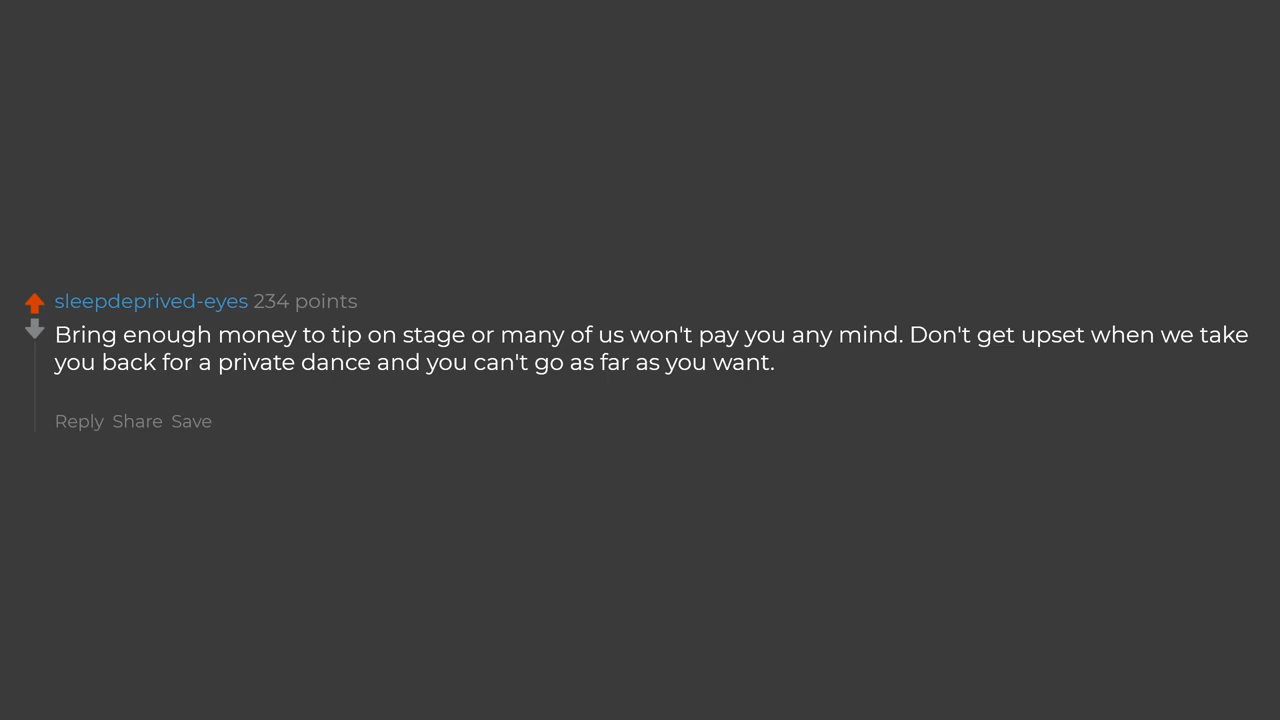 sleepdeprived-eyes 234 points
Bring enough money to tip on stage or many of us won't pay you any mind. Don't get upset when we take
you back for a private dance and you can't go as far as you want.
Reply Share Save